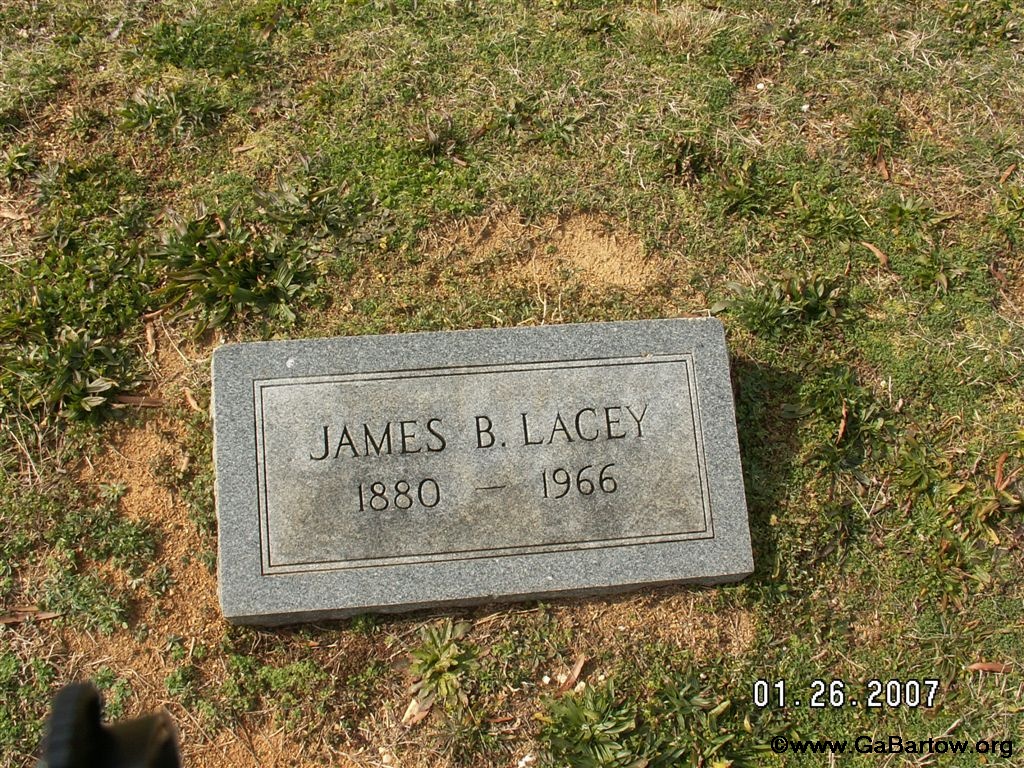 JAMES B. LACEY
1880 — 1966
01.26.2007
©www.GaBartow.org